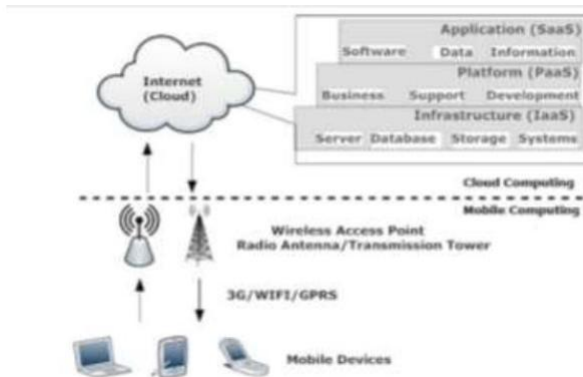 Application (SaaS)
Software Data Information
Platform (PaaS)
Business Support Development
Infrastructure (IaaS)
Server Database Storage Systems
Internet
(Cloud)
Cloud Computing
Mobile Computing
Wireless Access Point
Radio Antenna/Transmission Tower
3G/WIFI/GPRS
Mobile Devices